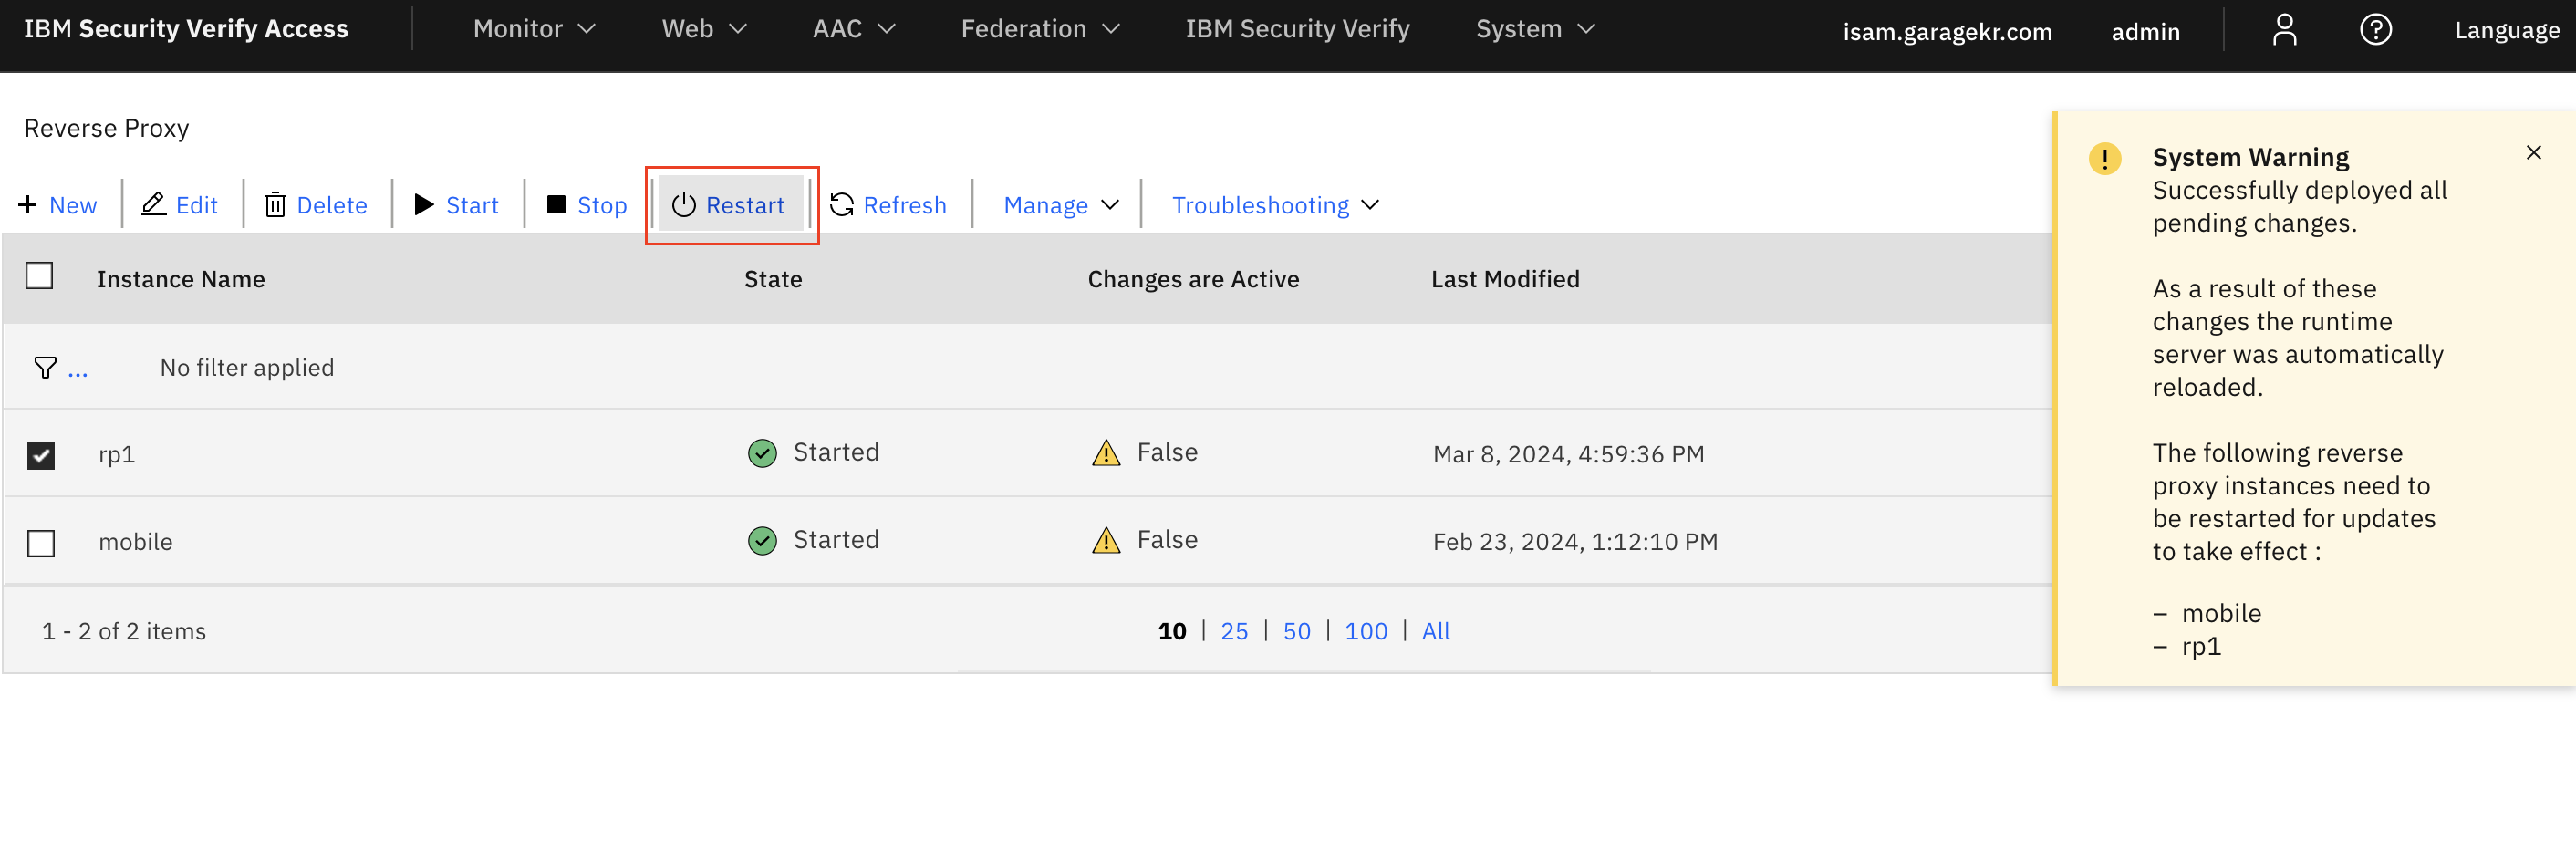 IBM Security Verify Access Monitor Web AAC Federation IBM Security Verify System isam.garagekr.com admin Language
Reverse Proxy
New Edit Delete Start Stop Restart Refresh Manage Troubleshooting
Instance Name State Changes are Active Last Modified
... No filter applied
rp1 Started False Mar 8, 2024, 4:59:36 PM
mobile Started False Feb 23, 2024, 1:12:10 PM
1 - 2 of 2 items 10 | 25 | 50 | 100 | All
System Warning
Successfully deployed all
pending changes.
As a result of these
changes the runtime
server was automatically
reloaded.
The following reverse
proxy instances need to
be restarted for updates
to take effect :
– mobile
– rp1